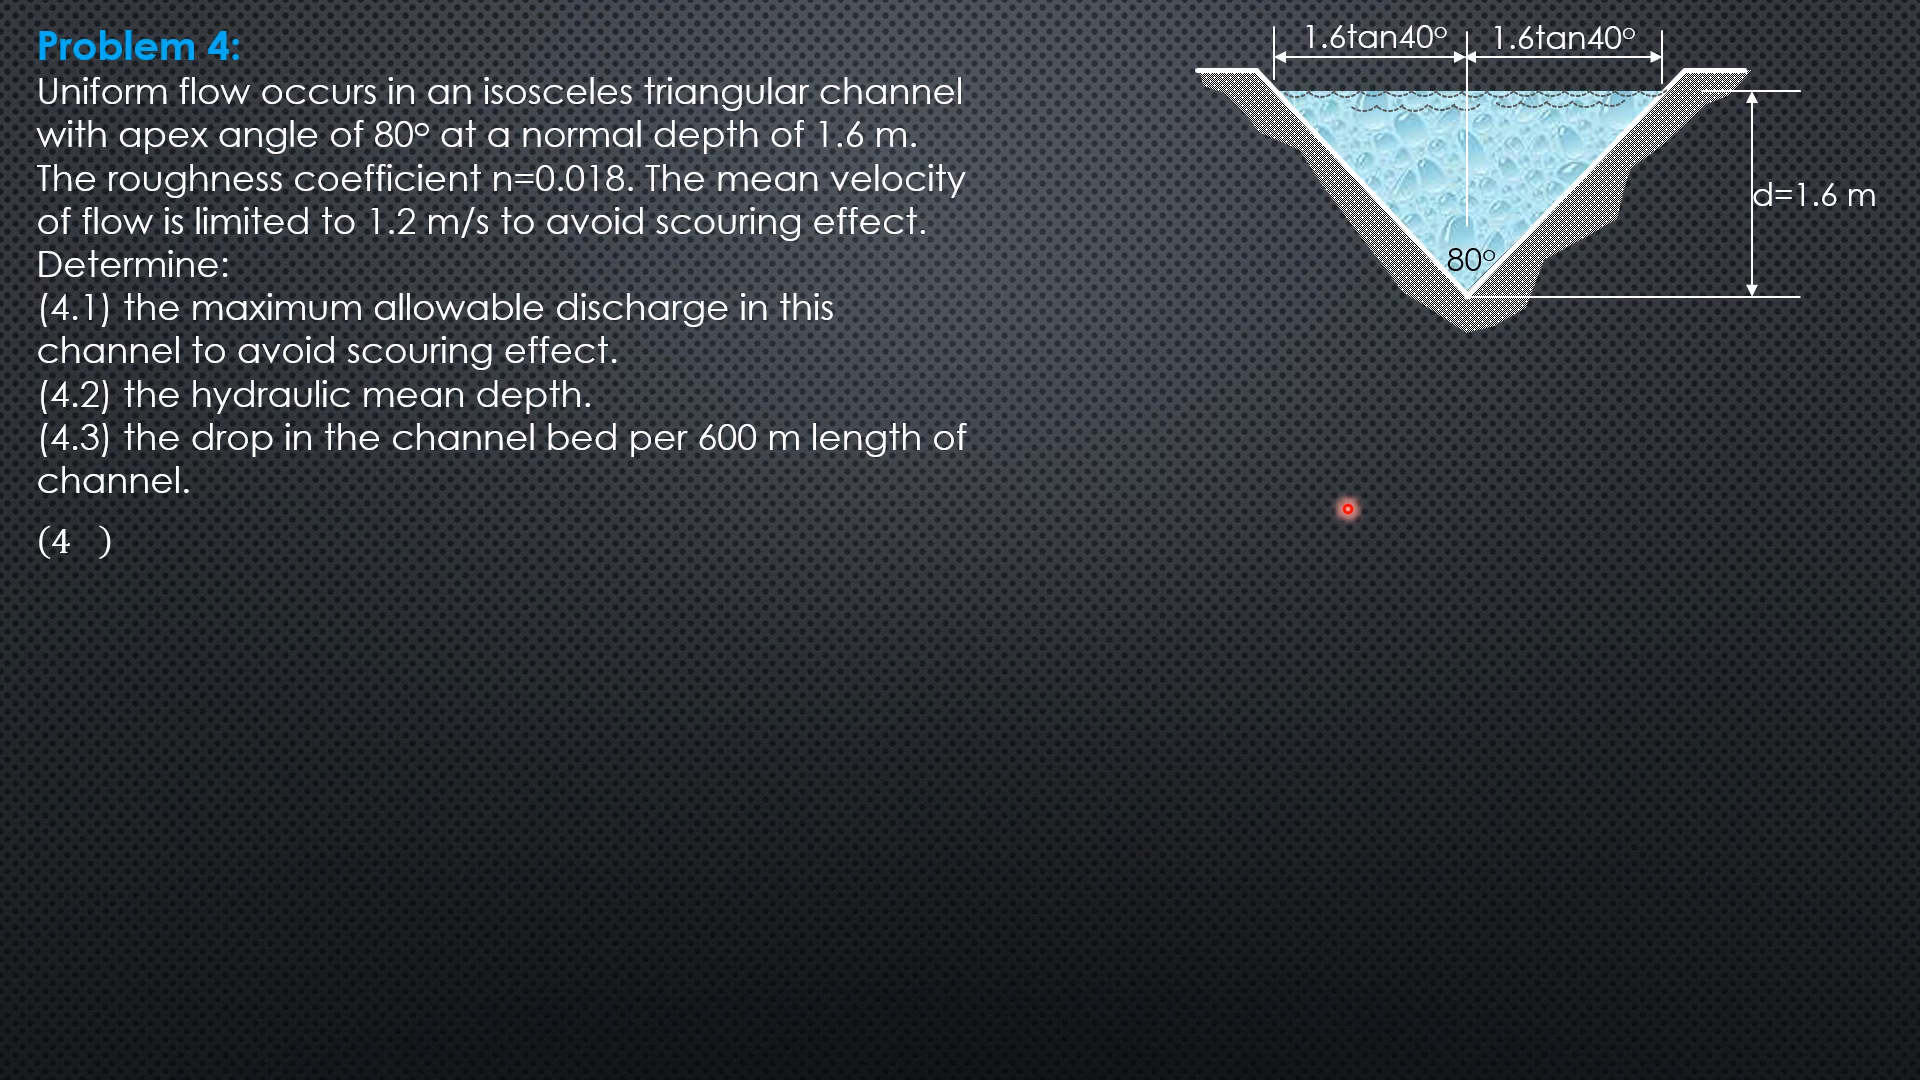 Problem 4:
Uniform flow occurs in an isosceles triangular channel
with apex angle of 80° at a normal depth of 1.6 m.
The roughness coefficient n=0.018. The mean velocity
of flow is limited to 1.2 m/s to avoid scouring effect.
Determine:
(4.1) the maximum allowable discharge in this
channel to avoid scouring effect.
(4.2) the hydraulic mean depth.
(4.3) the drop in the channel bed per 600 m length of
channel.
(4 )
1.6tan40° 1.6tan40°
d=1.6 m
80°